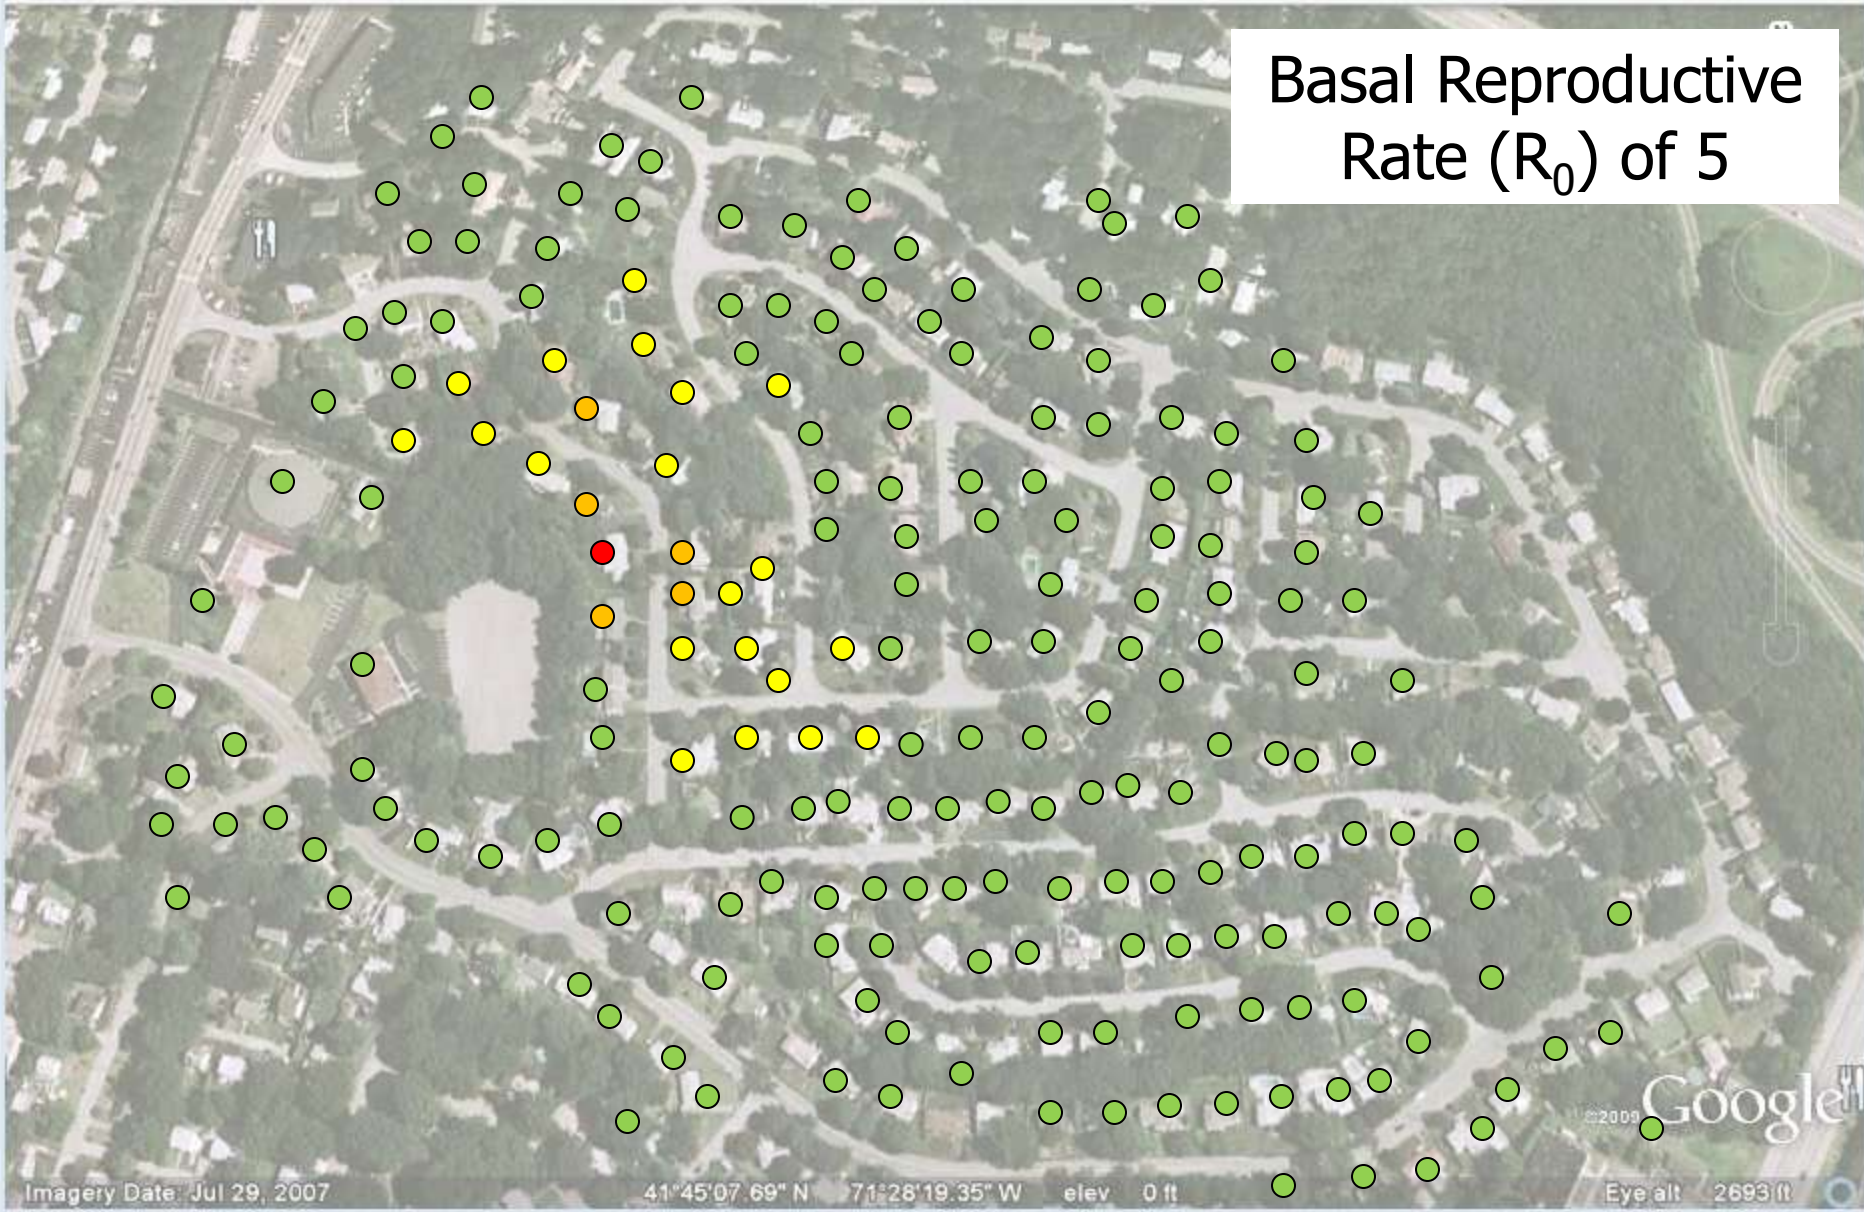 Basal Reproductive
Rate (R₀) of 5
©2009 Google
Imagery Date: Jul 29, 2007 41°45'07.69" N 71°28'19.35" W elev 0 ft Eye alt 2693 ft